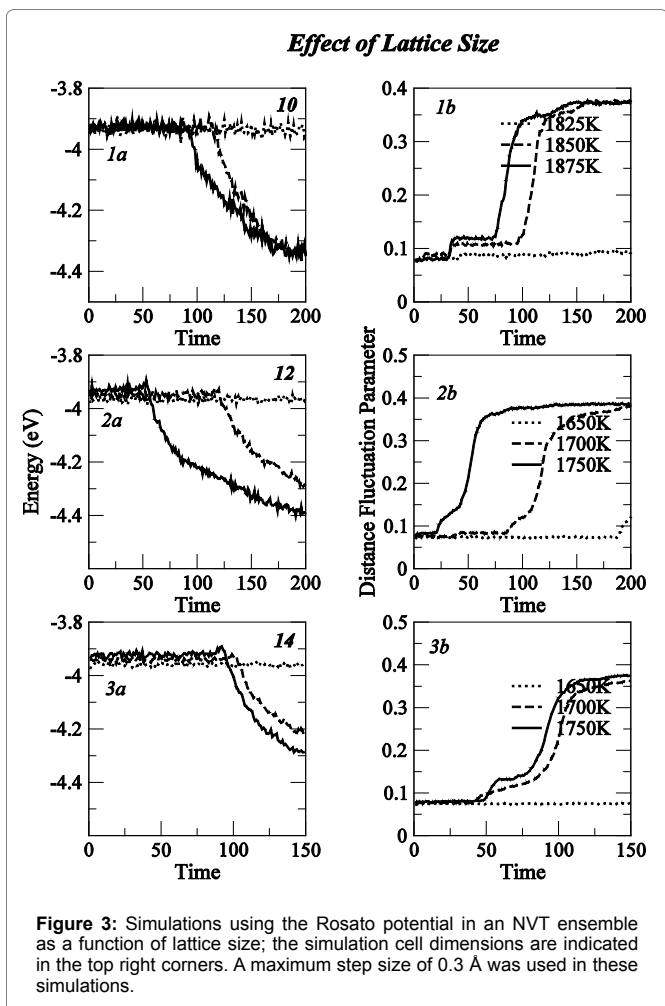 Effect of Lattice Size
-3.8
-4
-4.2
-4.4
10
1a
0 50 100 150 200
Time
0.4
0.3
0.2
0.1
0
1b
1825K
1850K
1875K
0 50 100 150 200
Time
Energy (eV)
-3.8
-4
-4.2
-4.4
12
2a
0 50 100 150 200
Time
Distance Fluctuation Parameter
0.5
0.4
0.3
0.2
0.1
0
2b
1650K
1700K
1750K
0 50 100 150 200
Time
-3.8
-4
-4.2
-4.4
14
3a
0 25 50 75 100 125 150
Time
0.5
0.4
0.3
0.2
0.1
0
3b
1650K
1700K
1750K
0 50 100 150
Time
Figure 3: Simulations using the Rosato potential in an NVT ensemble
as a function of lattice size; the simulation cell dimensions are indicated
in the top right corners. A maximum step size of 0.3 Å was used in these
simulations.